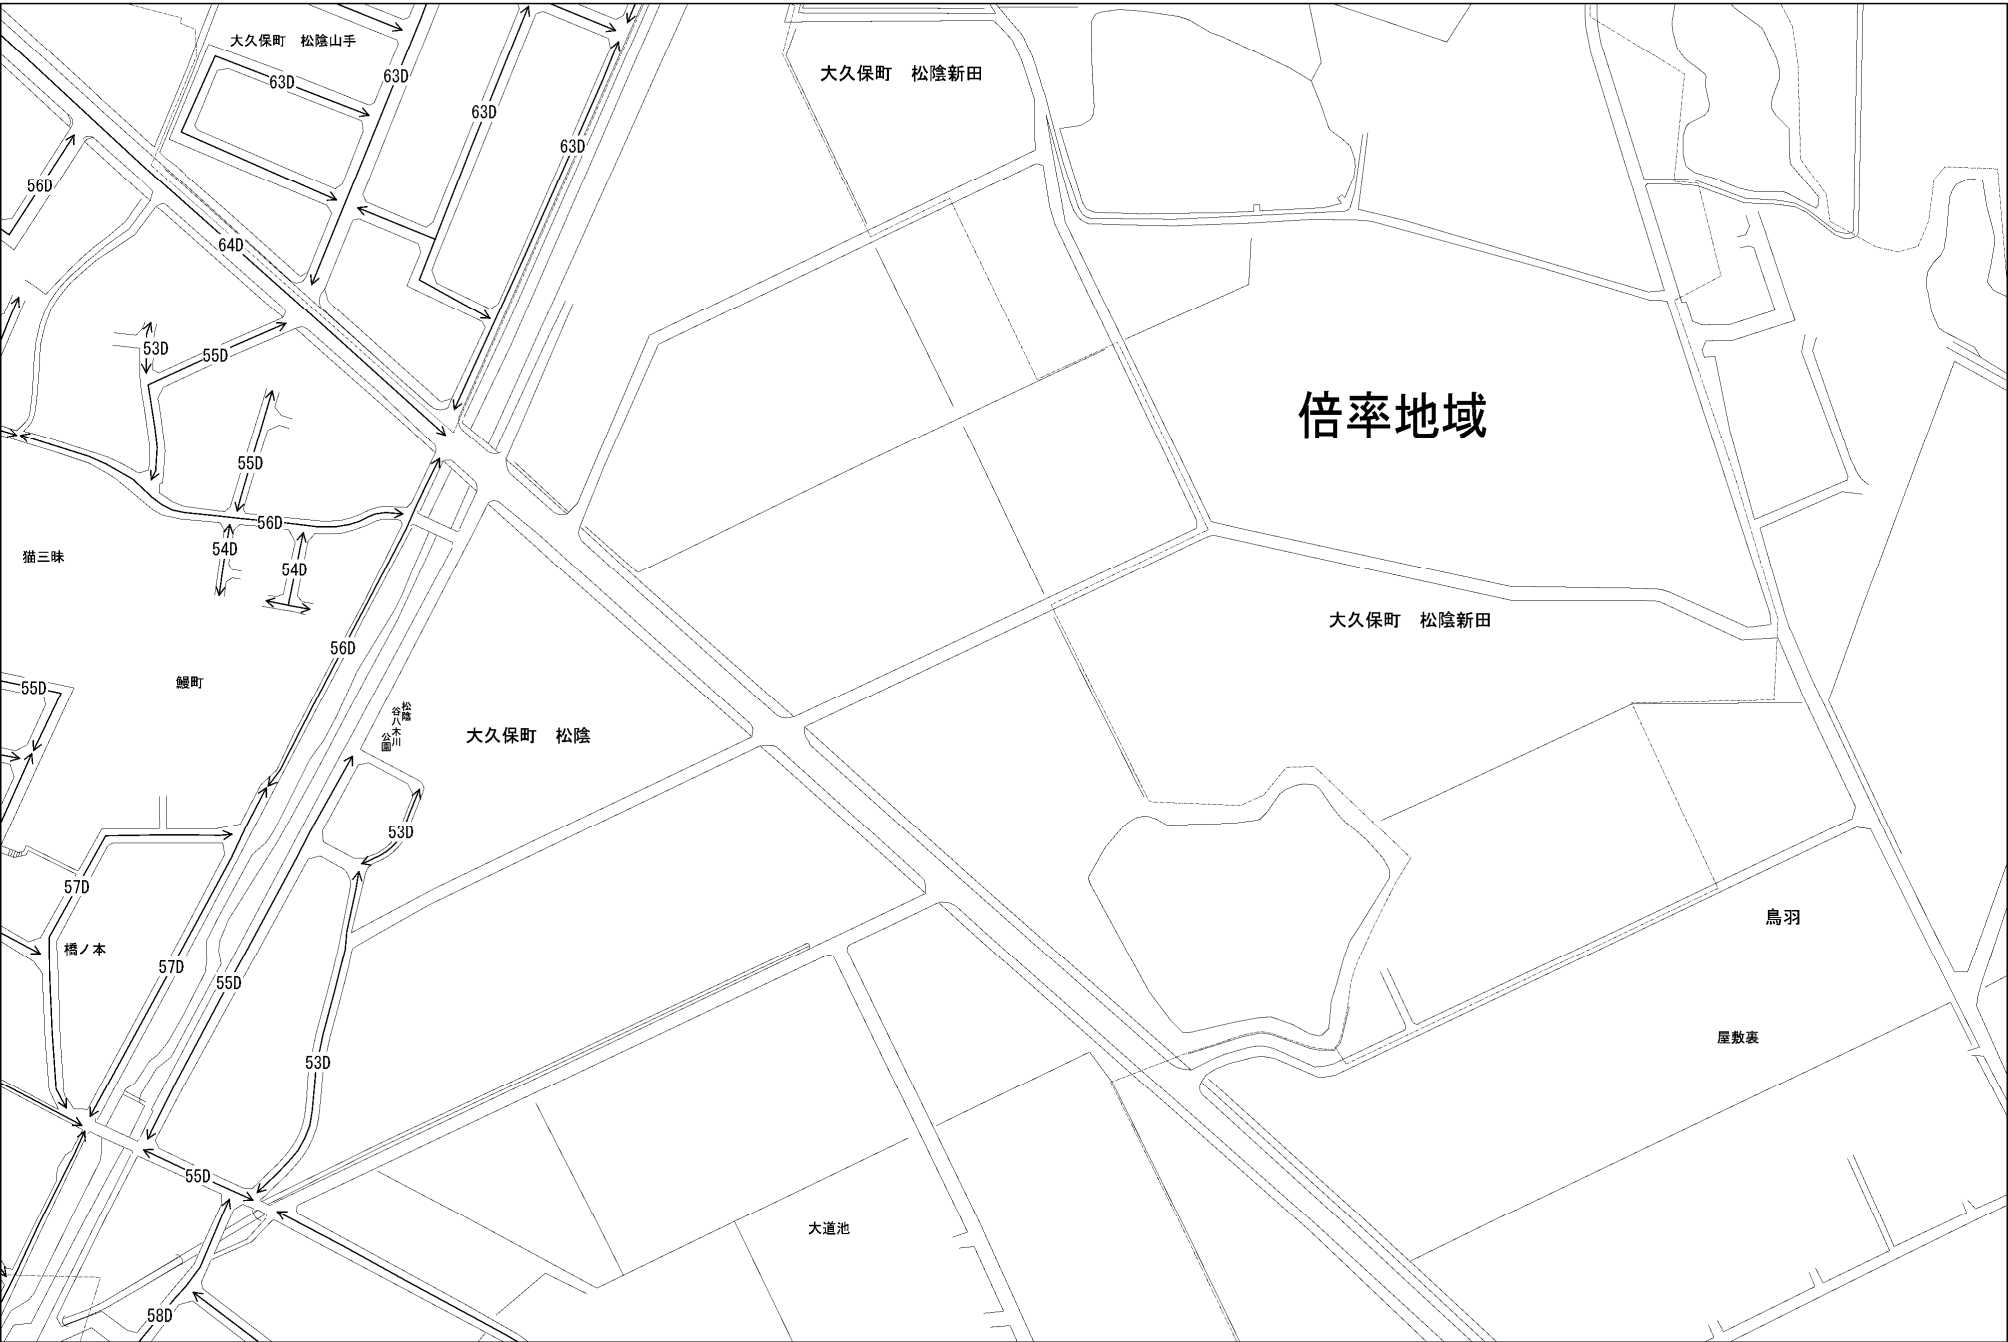 大久保町　松陰山手
大久保町　松陰新田
63D
63D
63D
63D
56D
64D
53D
55D
倍率地域
55D
56D
54D
54D
猫三昧
大久保町　松陰新田
56D
鰻町
55D
松陰
谷八木川
公園
大久保町　松陰
53D
57D
鳥羽
橋ノ本
57D
55D
屋敷裏
53D
55D
大道池
58D